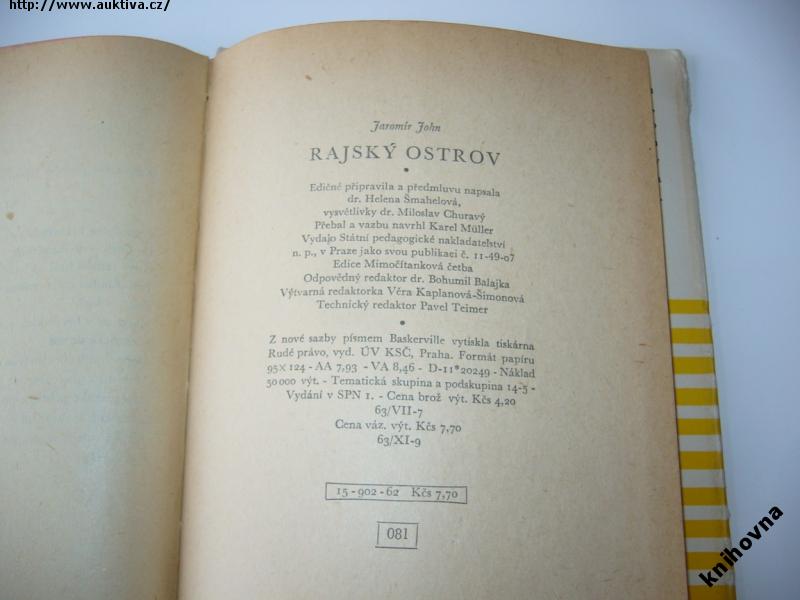 http://www.auktiva.cz/
Jaromír John
RAJSKÝ OSTROV
Edičně připravila a předmluvu napsala
dr. Helena Šmahelová,
vysvětlivky dr. Miloslav Churavý
Přebal a vazbu navrhl Karel Müller
Vydalo Státní pedagogické nakladatelství
n. p., v Praze jako svou publikaci č. 11-49-07
Edice Mimočítanková četba
Odpovědný redaktor dr. Bohumil Balajka
Výtvarná redaktorka Věra Kaplanová-Šimonová
Technický redaktor Pavel Teimer
Z nové sazby písmem Baskerville vytiskla tiskárna
Rudé právo, vyd. ÚV KSČ, Praha. Formát papíru
95×124 - AA 7,93 - VA 8,46 - D-11*20249 - Náklad
50 000 výt. - Tematická skupina a podskupina 14-5 -
Vydání v SPN 1. - Cena brož. výt. Kčs 4,20
63/VII-7
Cena váz. výt. Kčs 7,70
63/XI-9
15 - 902 - 62 Kčs 7,70
081
knihovna